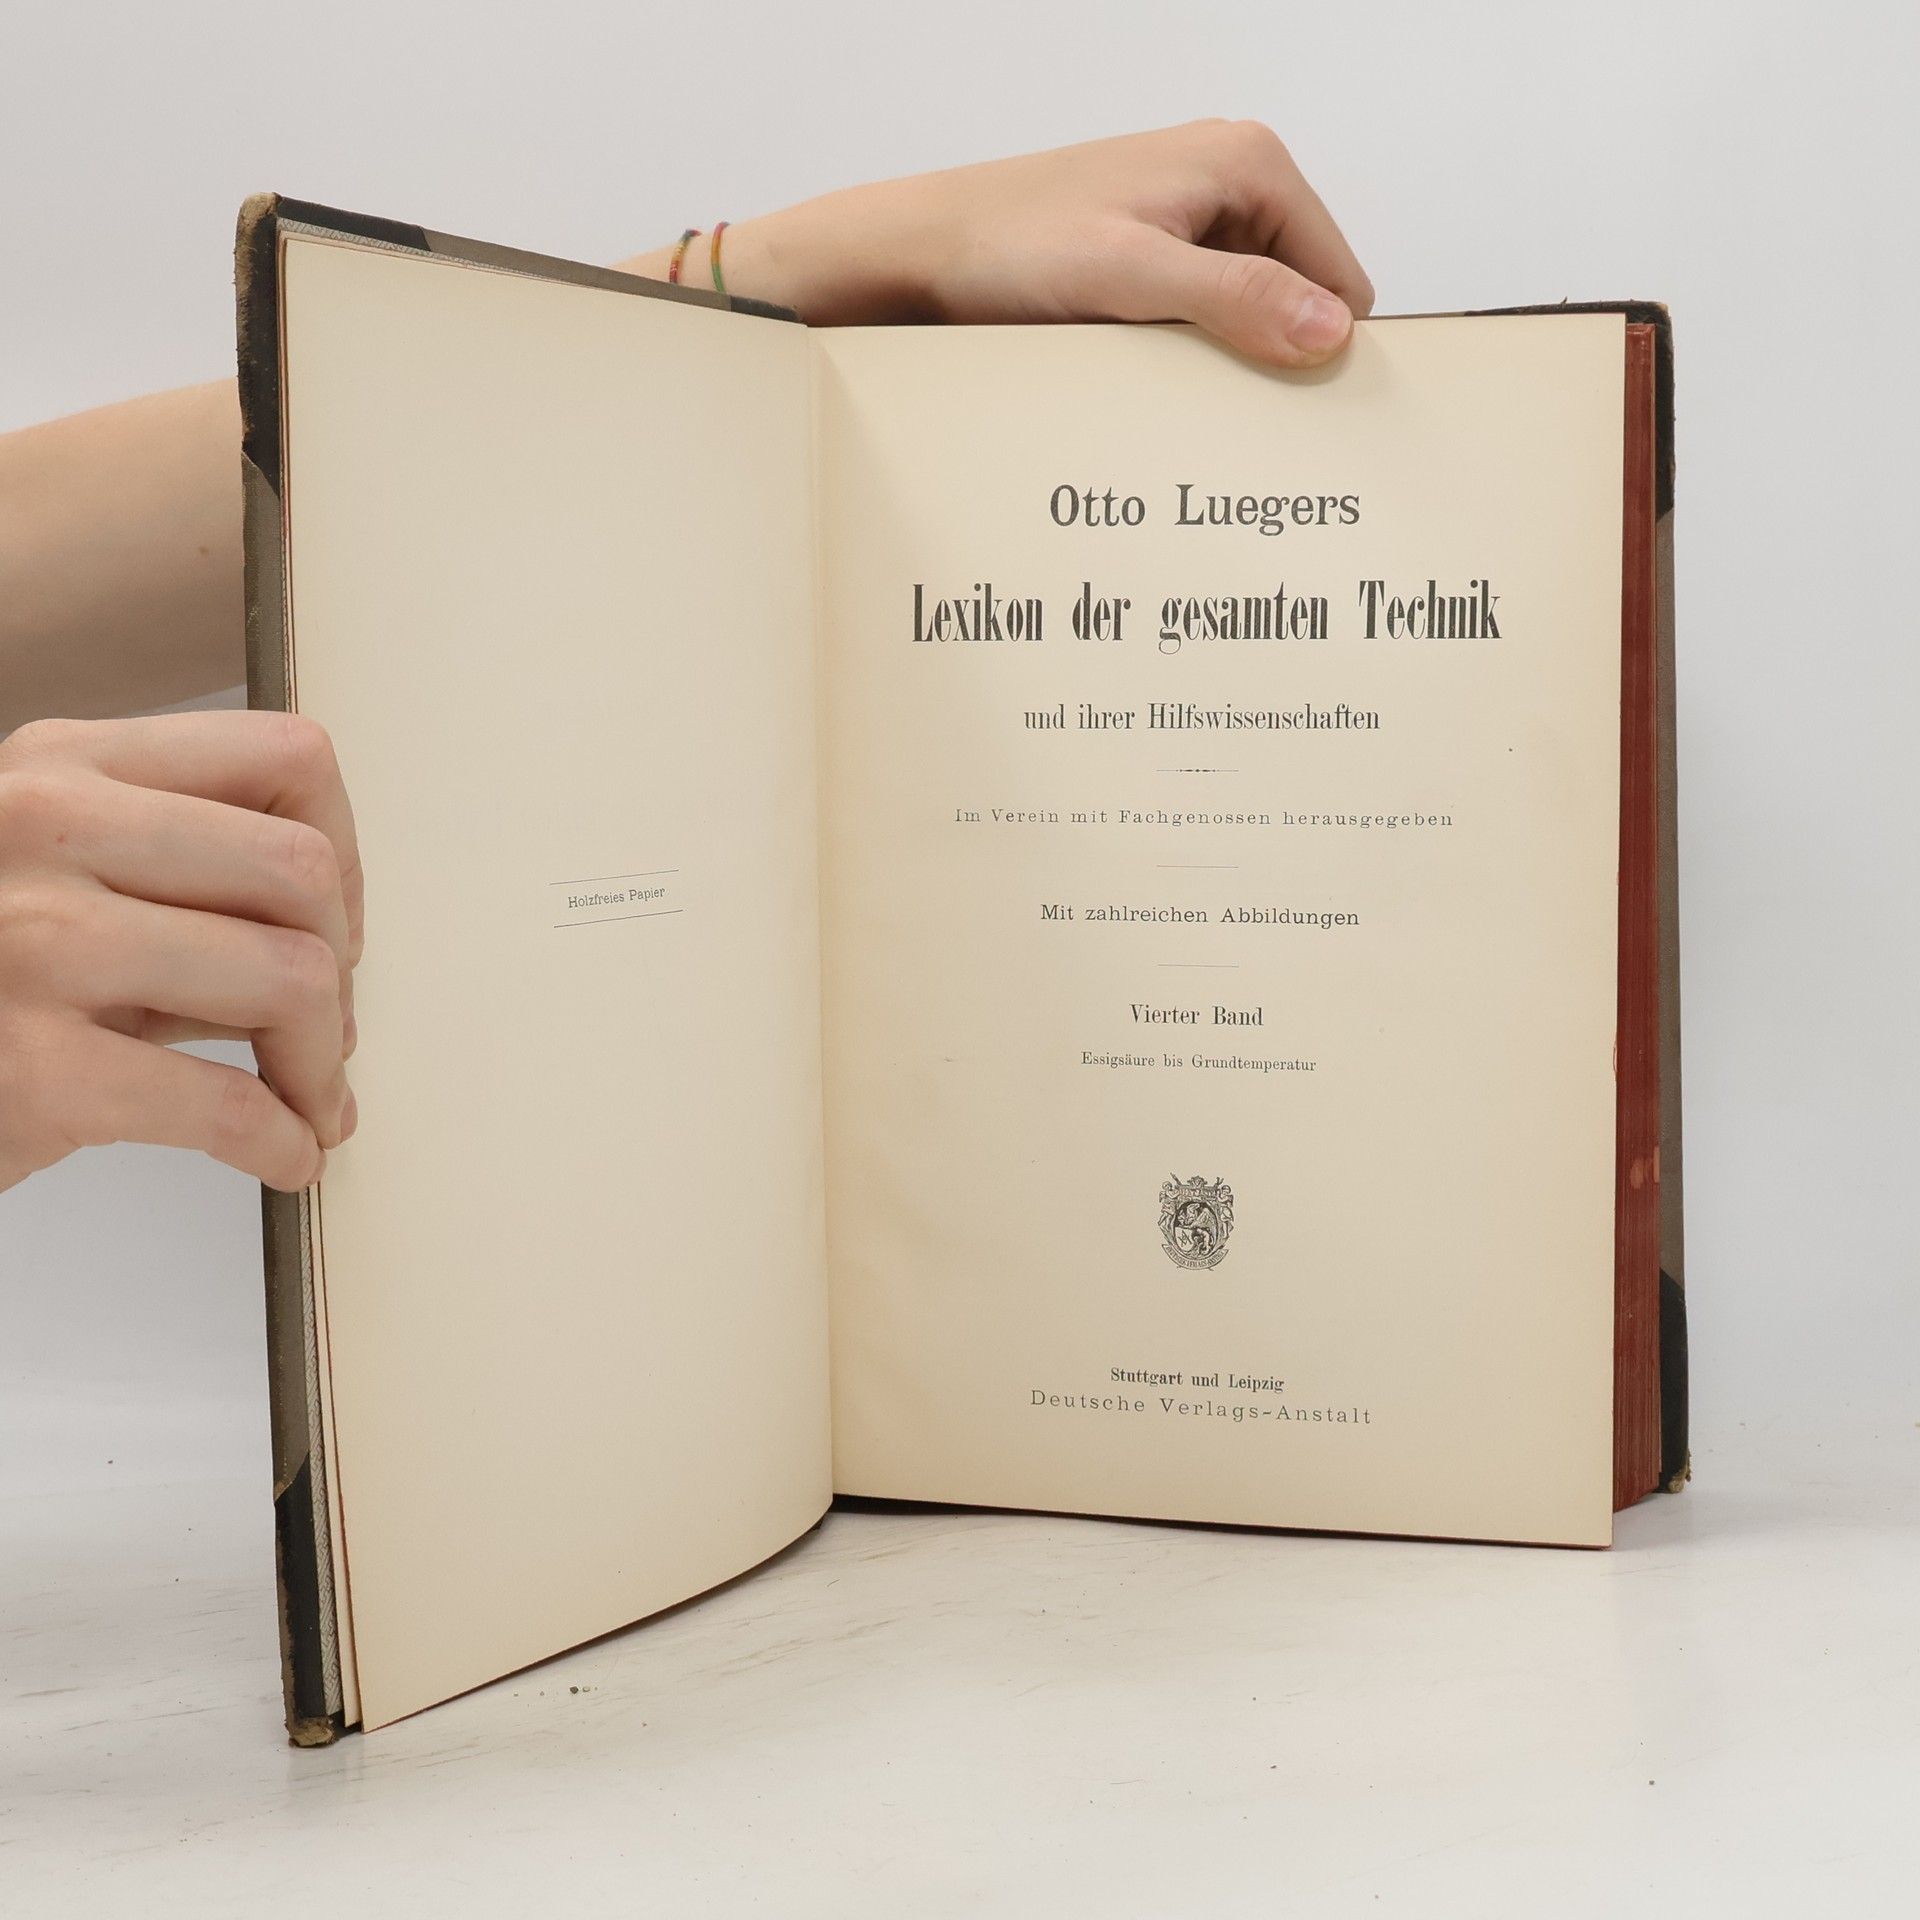 Holzfreies Papier
Otto Luegers
Lexikon der gesamten Technik
und ihrer Hilfswissenschaften
Im Verein mit Fachgenossen herausgegeben
Mit zahlreichen Abbildungen
Vierter Band
Essigsäure bis Grundtemperatur
Stuttgart und Leipzig
Deutsche Verlags-Anstalt